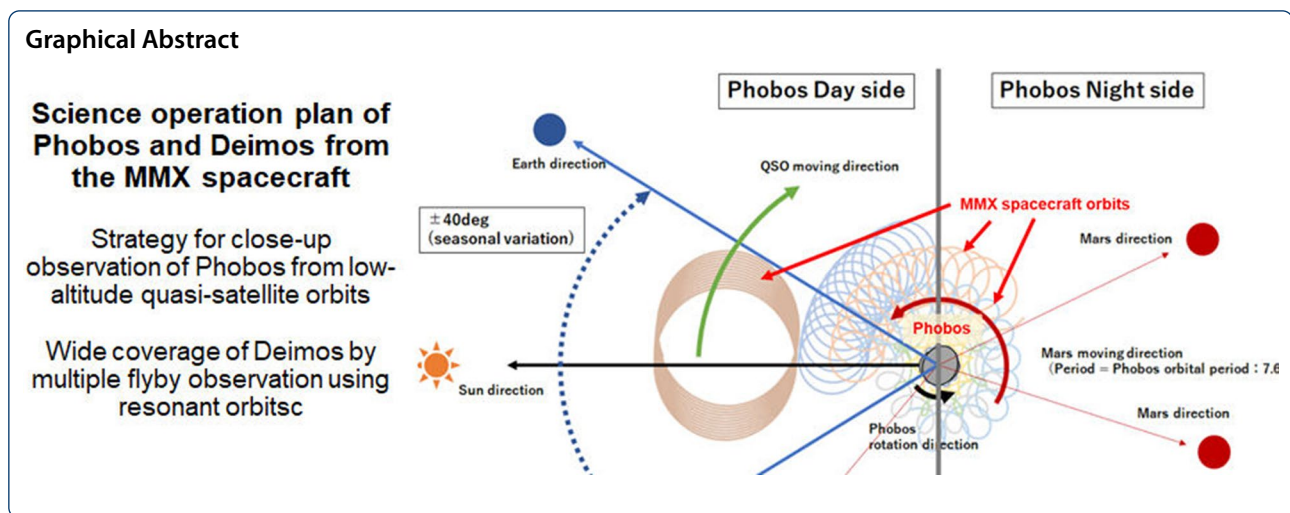 Graphical Abstract
Science operation plan of
Phobos and Deimos from
the MMX spacecraft
Strategy for close-up
observation of Phobos from low-
altitude quasi-satellite orbits
Wide coverage of Deimos by
multiple flyby observation using
resonant orbitsc
Phobos Day side
Phobos Night side
Earth direction
QSO moving direction
±40deg
(seasonal variation)
MMX spacecraft orbits
Mars direction
Phobos
Mars moving direction
(Period = Phobos orbital period : 7.6
Sun direction
Mars direction
Phobos
rotation direction